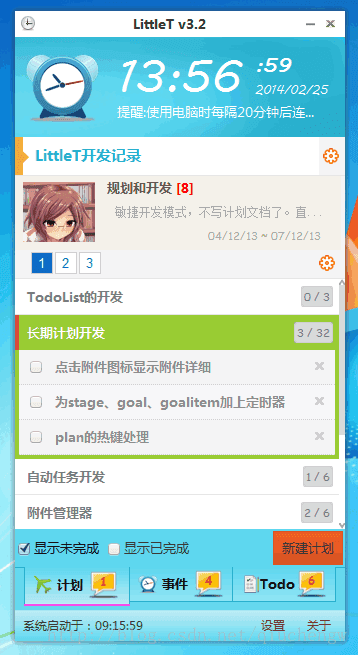 LittleT v3.2
13:56 :59
2014/02/25
提醒:使用电脑时每隔20分钟后连...
LittleT开发记录
规划和开发 [8]
敏捷开发模式，不写计划文档了。直...
04/12/13 ~ 07/12/13
1 2 3
TodoList的开发 0 / 3
长期计划开发 3 / 32
点击附件图标显示附件详细
为stage、goal、goalitem加上定时器
plan的热键处理
自动任务开发 1 / 6
附件管理器 2 / 6
显示未完成 显示已完成 新建计划
计划 1 事件 4 Todo 6
系统启动于：09:15:59 设置 关于